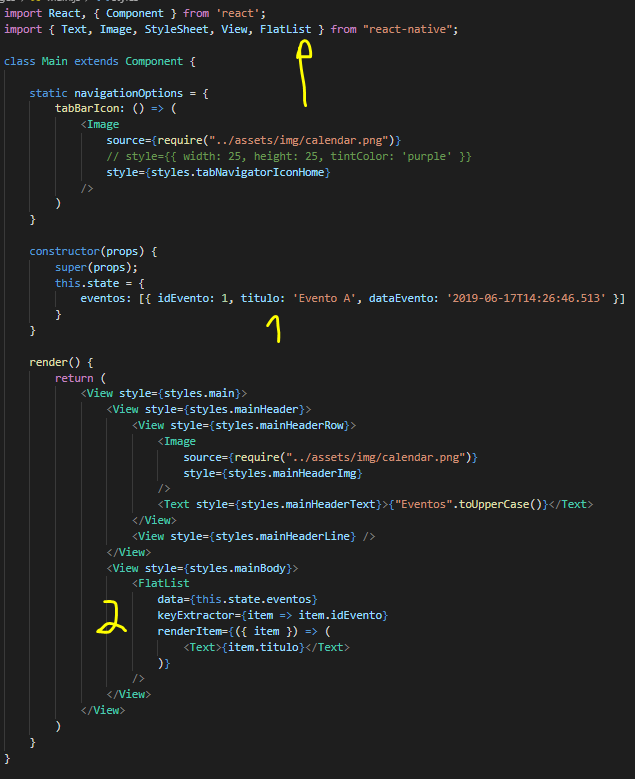 import React, { Component } from 'react';
import { Text, Image, StyleSheet, View, FlatList } from "react-native";
class Main extends Component {
static navigationOptions = {
tabBarIcon: () => (
<Image
source={require("../assets/img/calendar.png")}
// style={{ width: 25, height: 25, tintColor: 'purple' }}
style={styles.tabNavigatorIconHome}
/>
)
}
constructor(props) {
super(props);
this.state = {
eventos: [{ idEvento: 1, titulo: 'Evento A', dataEvento: '2019-06-17T14:26:46.513' }]
}
1
}
render() {
return (
<View style={styles.main}>
<View style={styles.mainHeader}>
<View style={styles.mainHeaderRow}>
<Image
source={require("../assets/img/calendar.png")}
style={styles.mainHeaderImg}
/>
<Text style={styles.mainHeaderText}>{"Eventos".toUpperCase()}</Text>
</View>
<View style={styles.mainHeaderLine} />
</View>
<View style={styles.mainBody}>
<FlatList
data={this.state.eventos}
2
keyExtractor={item => item.idEvento}
renderItem={({ item }) => (
<Text>{item.titulo}</Text>
)}
/>
</View>
</View>
)
}
}